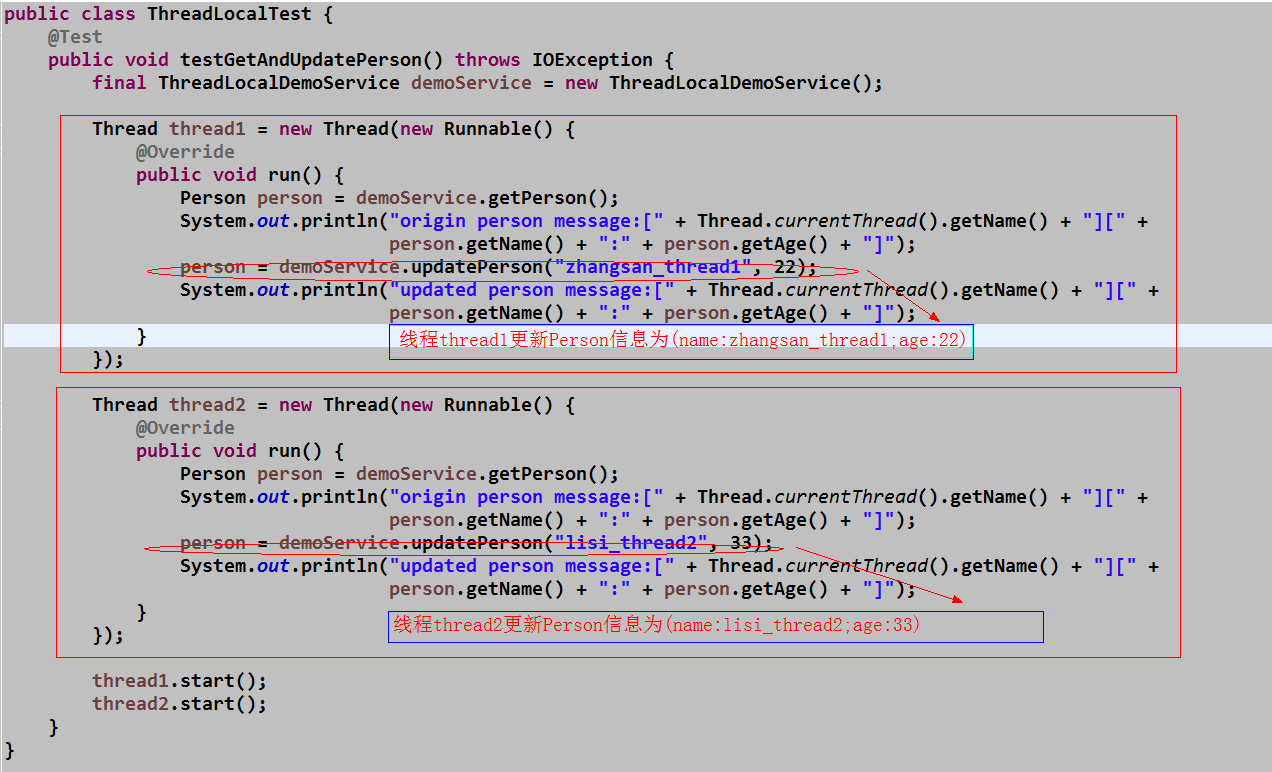 public class ThreadLocalTest {
@Test
public void testGetAndUpdatePerson() throws IOException {
final ThreadLocalDemoService demoService = new ThreadLocalDemoService();
Thread thread1 = new Thread(new Runnable() {
@Override
public void run() {
Person person = demoService.getPerson();
System.out.println("origin person message:[" + Thread.currentThread().getName() + "][" +
person.getName() + ":" + person.getAge() + "]");
person = demoService.updatePerson("zhangsan_thread1", 22);
System.out.println("updated person message:[" + Thread.currentThread().getName() + "][" +
person.getName() + ":" + person.getAge() + "]");
}
线程thread1更新Person信息为(name:zhangsan_thread1;age:22)
});
Thread thread2 = new Thread(new Runnable() {
@Override
public void run() {
Person person = demoService.getPerson();
System.out.println("origin person message:[" + Thread.currentThread().getName() + "][" +
person.getName() + ":" + person.getAge() + "]");
person = demoService.updatePerson("lisi_thread2", 33);
System.out.println("updated person message:[" + Thread.currentThread().getName() + "][" +
person.getName() + ":" + person.getAge() + "]");
}
线程thread2更新Person信息为(name:lisi_thread2;age:33)
});
thread1.start();
thread2.start();
}
}